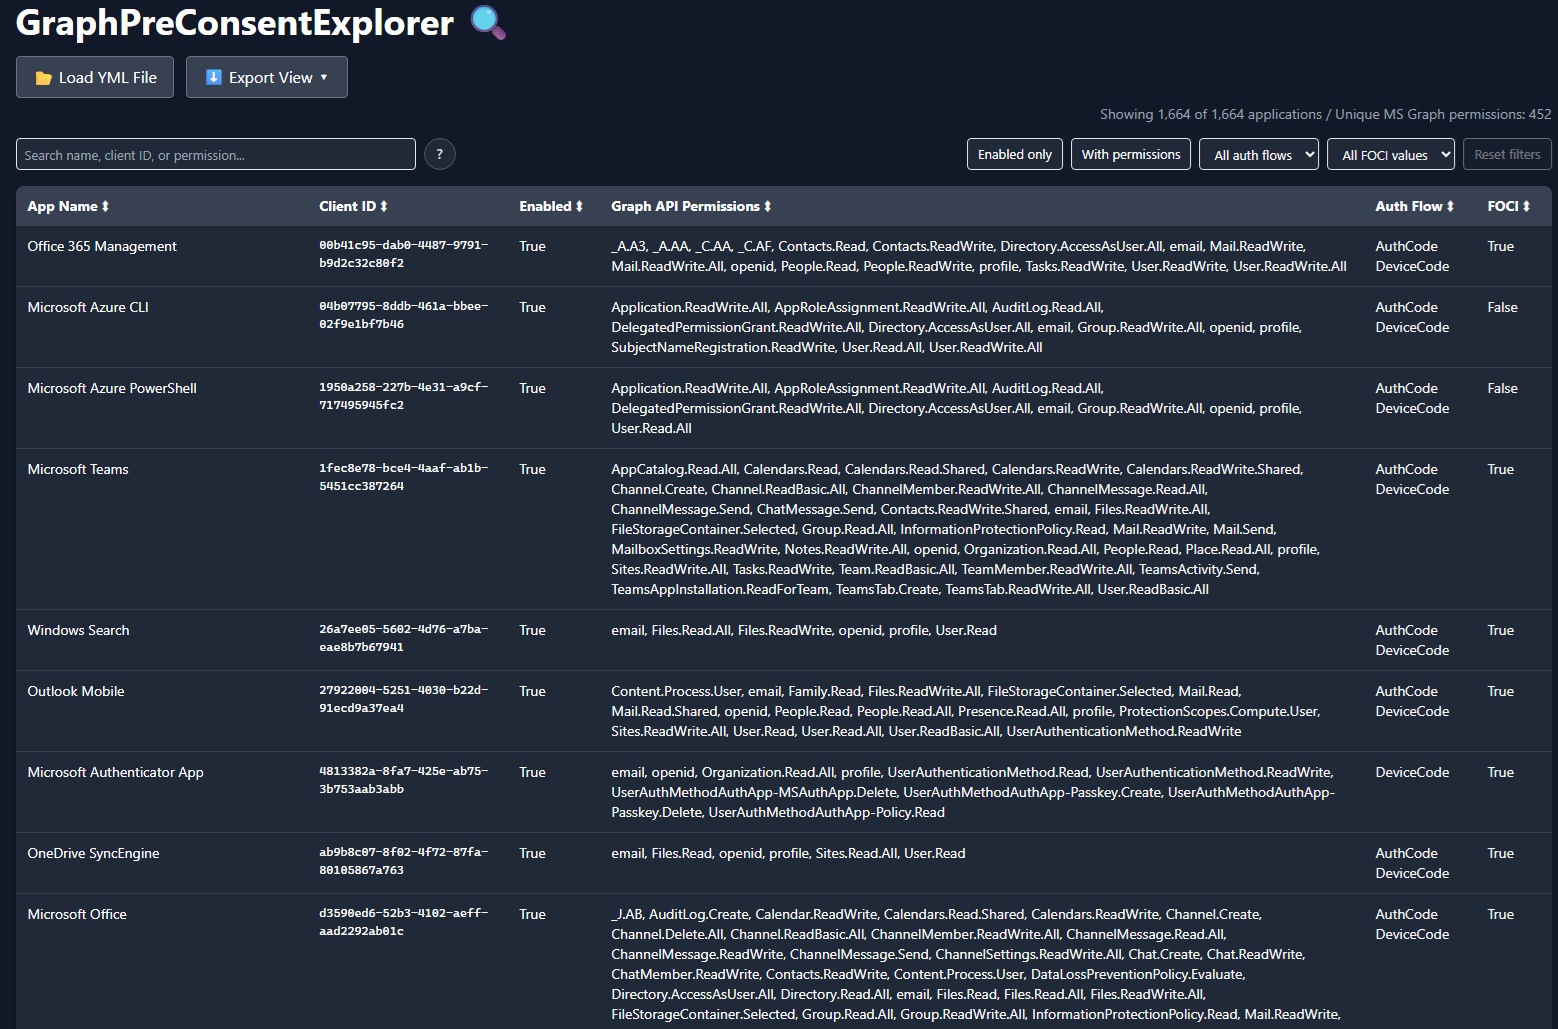 GraphPreConsentExplorer
Load YML File
Export View
Showing 1,664 of 1,664 applications / Unique MS Graph permissions: 452
Search name, client ID, or permission...
?
Enabled only
With permissions
All auth flows
All FOCI values
Reset filters
App Name
Client ID
Enabled
Graph API Permissions
Auth Flow
FOCI
Office 365 Management
00b41c95-dab0-4487-9791-
b9d2c32c80f2
True
_A.A3, _A.AA, _C.AA, _C.AF, Contacts.Read, Contacts.ReadWrite, Directory.AccessAsUser.All, email, Mail.ReadWrite,
Mail.ReadWrite.All, openid, People.Read, People.ReadWrite, profile, Tasks.ReadWrite, User.ReadWrite, User.ReadWrite.All
AuthCode
DeviceCode
True
Microsoft Azure CLI
04b07795-8ddb-461a-bbee-
02f9e1bf7b46
True
Application.ReadWrite.All, AppRoleAssignment.ReadWrite.All, AuditLog.Read.All,
DelegatedPermissionGrant.ReadWrite.All, Directory.AccessAsUser.All, email, Group.ReadWrite.All, openid, profile,
SubjectNameRegistration.ReadWrite, User.Read.All, User.ReadWrite.All
AuthCode
DeviceCode
False
Microsoft Azure PowerShell
1950a258-227b-4e31-a9cf-
717495945fc2
True
Application.ReadWrite.All, AppRoleAssignment.ReadWrite.All, AuditLog.Read.All,
DelegatedPermissionGrant.ReadWrite.All, Directory.AccessAsUser.All, email, Group.ReadWrite.All, openid, profile,
User.Read.All
AuthCode
DeviceCode
False
Microsoft Teams
1fec8e78-bce4-4aaf-ab1b-
5451cc387264
True
AppCatalog.Read.All, Calendars.Read, Calendars.Read.Shared, Calendars.ReadWrite, Calendars.ReadWrite.Shared,
Channel.Create, Channel.ReadBasic.All, ChannelMember.ReadWrite.All, ChannelMessage.Read.All,
ChannelMessage.Send, ChatMessage.Send, Contacts.ReadWrite.Shared, email, Files.ReadWrite.All,
FileStorageContainer.Selected, Group.Read.All, InformationProtectionPolicy.Read, Mail.ReadWrite, Mail.Send,
MailboxSettings.ReadWrite, Notes.ReadWrite.All, openid, Organization.Read.All, People.Read, Place.Read.All, profile,
Sites.ReadWrite.All, Tasks.ReadWrite, Team.ReadBasic.All, TeamMember.ReadWrite.All, TeamsActivity.Send,
TeamsAppInstallation.ReadForTeam, TeamsTab.Create, TeamsTab.ReadWrite.All, User.ReadBasic.All
AuthCode
DeviceCode
True
Windows Search
26a7ee05-5602-4d76-a7ba-
eae8b7b67941
True
email, Files.Read.All, Files.ReadWrite, openid, profile, User.Read
AuthCode
DeviceCode
True
Outlook Mobile
27922004-5251-4030-b22d-
91ecd9a37ea4
True
Content.Process.User, email, Family.Read, Files.ReadWrite.All, FileStorageContainer.Selected, Mail.Read,
Mail.Read.Shared, openid, People.Read, People.Read.All, Presence.Read.All, profile, ProtectionScopes.Compute.User,
Sites.ReadWrite.All, User.Read, User.Read.All, User.ReadBasic.All, UserAuthenticationMethod.ReadWrite
AuthCode
DeviceCode
True
Microsoft Authenticator App
4813382a-8fa7-425e-ab75-
3b753aab3abb
True
email, openid, Organization.Read.All, profile, UserAuthenticationMethod.Read, UserAuthenticationMethod.ReadWrite,
UserAuthMethodAuthApp-MSAuthApp.Delete, UserAuthMethodAuthApp-Passkey.Create, UserAuthMethodAuthApp-
Passkey.Delete, UserAuthMethodAuthApp-Policy.Read
DeviceCode
True
OneDrive SyncEngine
ab9b8c07-8f02-4f72-87fa-
80105867a763
True
email, Files.Read, openid, profile, Sites.Read.All, User.Read
AuthCode
DeviceCode
True
Microsoft Office
d3590ed6-52b3-4102-aeff-
aad2292ab01c
True
_J.AB, AuditLog.Create, Calendar.ReadWrite, Calendars.Read.Shared, Calendars.ReadWrite, Channel.Create,
Channel.Delete.All, Channel.ReadBasic.All, ChannelMember.ReadWrite.All, ChannelMessage.Read.All,
ChannelMessage.ReadWrite, ChannelMessage.Send, ChannelSettings.ReadWrite.All, Chat.Create, Chat.ReadWrite,
ChatMember.ReadWrite, Contacts.ReadWrite, Content.Process.User, DataLossPreventionPolicy.Evaluate,
Directory.AccessAsUser.All, Directory.Read.All, email, Files.Read, Files.Read.All, Files.ReadWrite.All,
FileStorageContainer.Selected, Group.Read.All, Group.ReadWrite.All, InformationProtectionPolicy.Read, Mail.ReadWrite,
AuthCode
DeviceCode
True